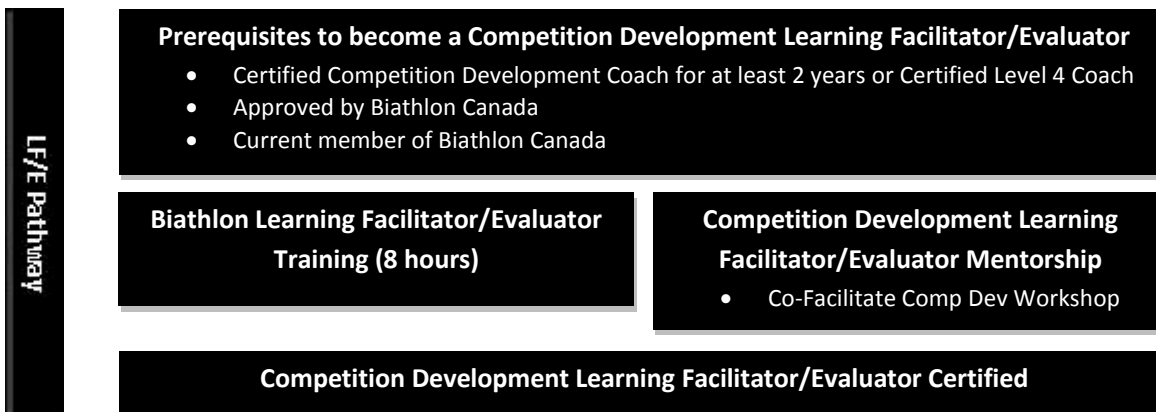 LF/E Pathway
Prerequisites to become a Competition Development Learning Facilitator/Evaluator
• Certified Competition Development Coach for at least 2 years or Certified Level 4 Coach
• Approved by Biathlon Canada
• Current member of Biathlon Canada
Biathlon Learning Facilitator/Evaluator
Training (8 hours)
Competition Development Learning
Facilitator/Evaluator Mentorship
• Co-Facilitate Comp Dev Workshop
Competition Development Learning Facilitator/Evaluator Certified